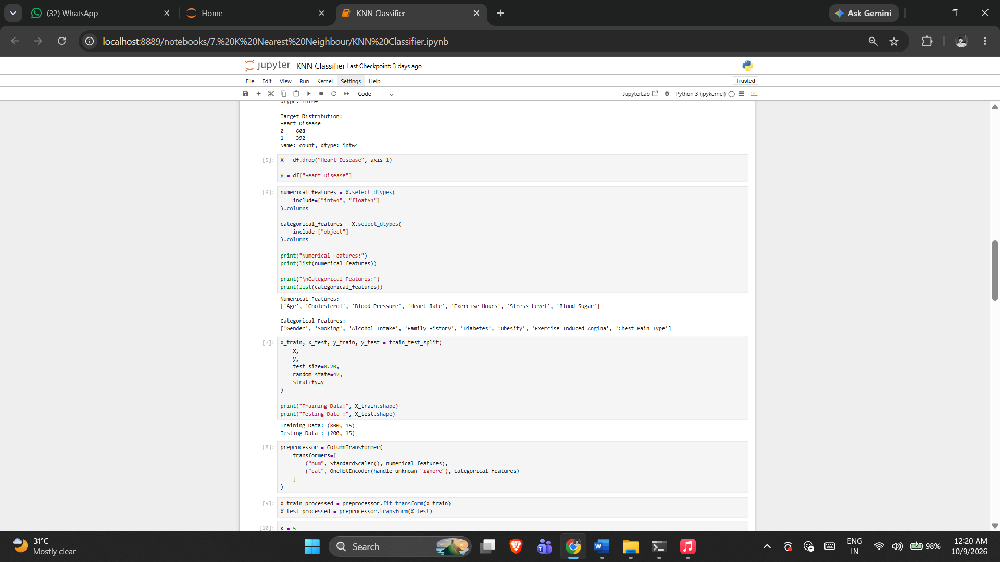 (32) WhatsApp
Home
KNN Classifier
Ask Gemini
localhost:8889/notebooks/7.%20K%20Nearest%20Neighbour/KNN%20Classifier.ipynb
jupyter KNN Classifier Last Checkpoint: 3 days ago
File Edit View Run Kernel Settings Help
Trusted
Code
JupyterLab
Python 3 (ipykernel)
dtype: int64
Target Distribution:
Heart Disease
0    608
1    392
Name: count, dtype: int64
[5]: X = df.drop("Heart Disease", axis=1)
y = df["Heart Disease"]
[6]: numerical_features = X.select_dtypes(
    include=["int64", "float64"]
).columns
categorical_features = X.select_dtypes(
    include=["object"]
).columns
print("Numerical Features:")
print(list(numerical_features))
print("\nCategorical Features:")
print(list(categorical_features))
Numerical Features:
['Age', 'Cholesterol', 'Blood Pressure', 'Heart Rate', 'Exercise Hours', 'Stress Level', 'Blood Sugar']
Categorical Features:
['Gender', 'Smoking', 'Alcohol Intake', 'Family History', 'Diabetes', 'Obesity', 'Exercise Induced Angina', 'Chest Pain Type']
[7]: X_train, X_test, y_train, y_test = train_test_split(
    X,
    y,
    test_size=0.20,
    random_state=42,
    stratify=y
)
print("Training Data:", X_train.shape)
print("Testing Data :", X_test.shape)
Training Data: (800, 15)
Testing Data : (200, 15)
[8]: preprocessor = ColumnTransformer(
    transformers=[
        ("num", StandardScaler(), numerical_features),
        ("cat", OneHotEncoder(handle_unknown="ignore"), categorical_features)
    ]
)
[9]: X_train_processed = preprocessor.fit_transform(X_train)
X_test_processed = preprocessor.transform(X_test)
[10]: K = 5
31°C
Mostly clear
Search
ENG
IN
98%
12:20 AM
10/9/2026